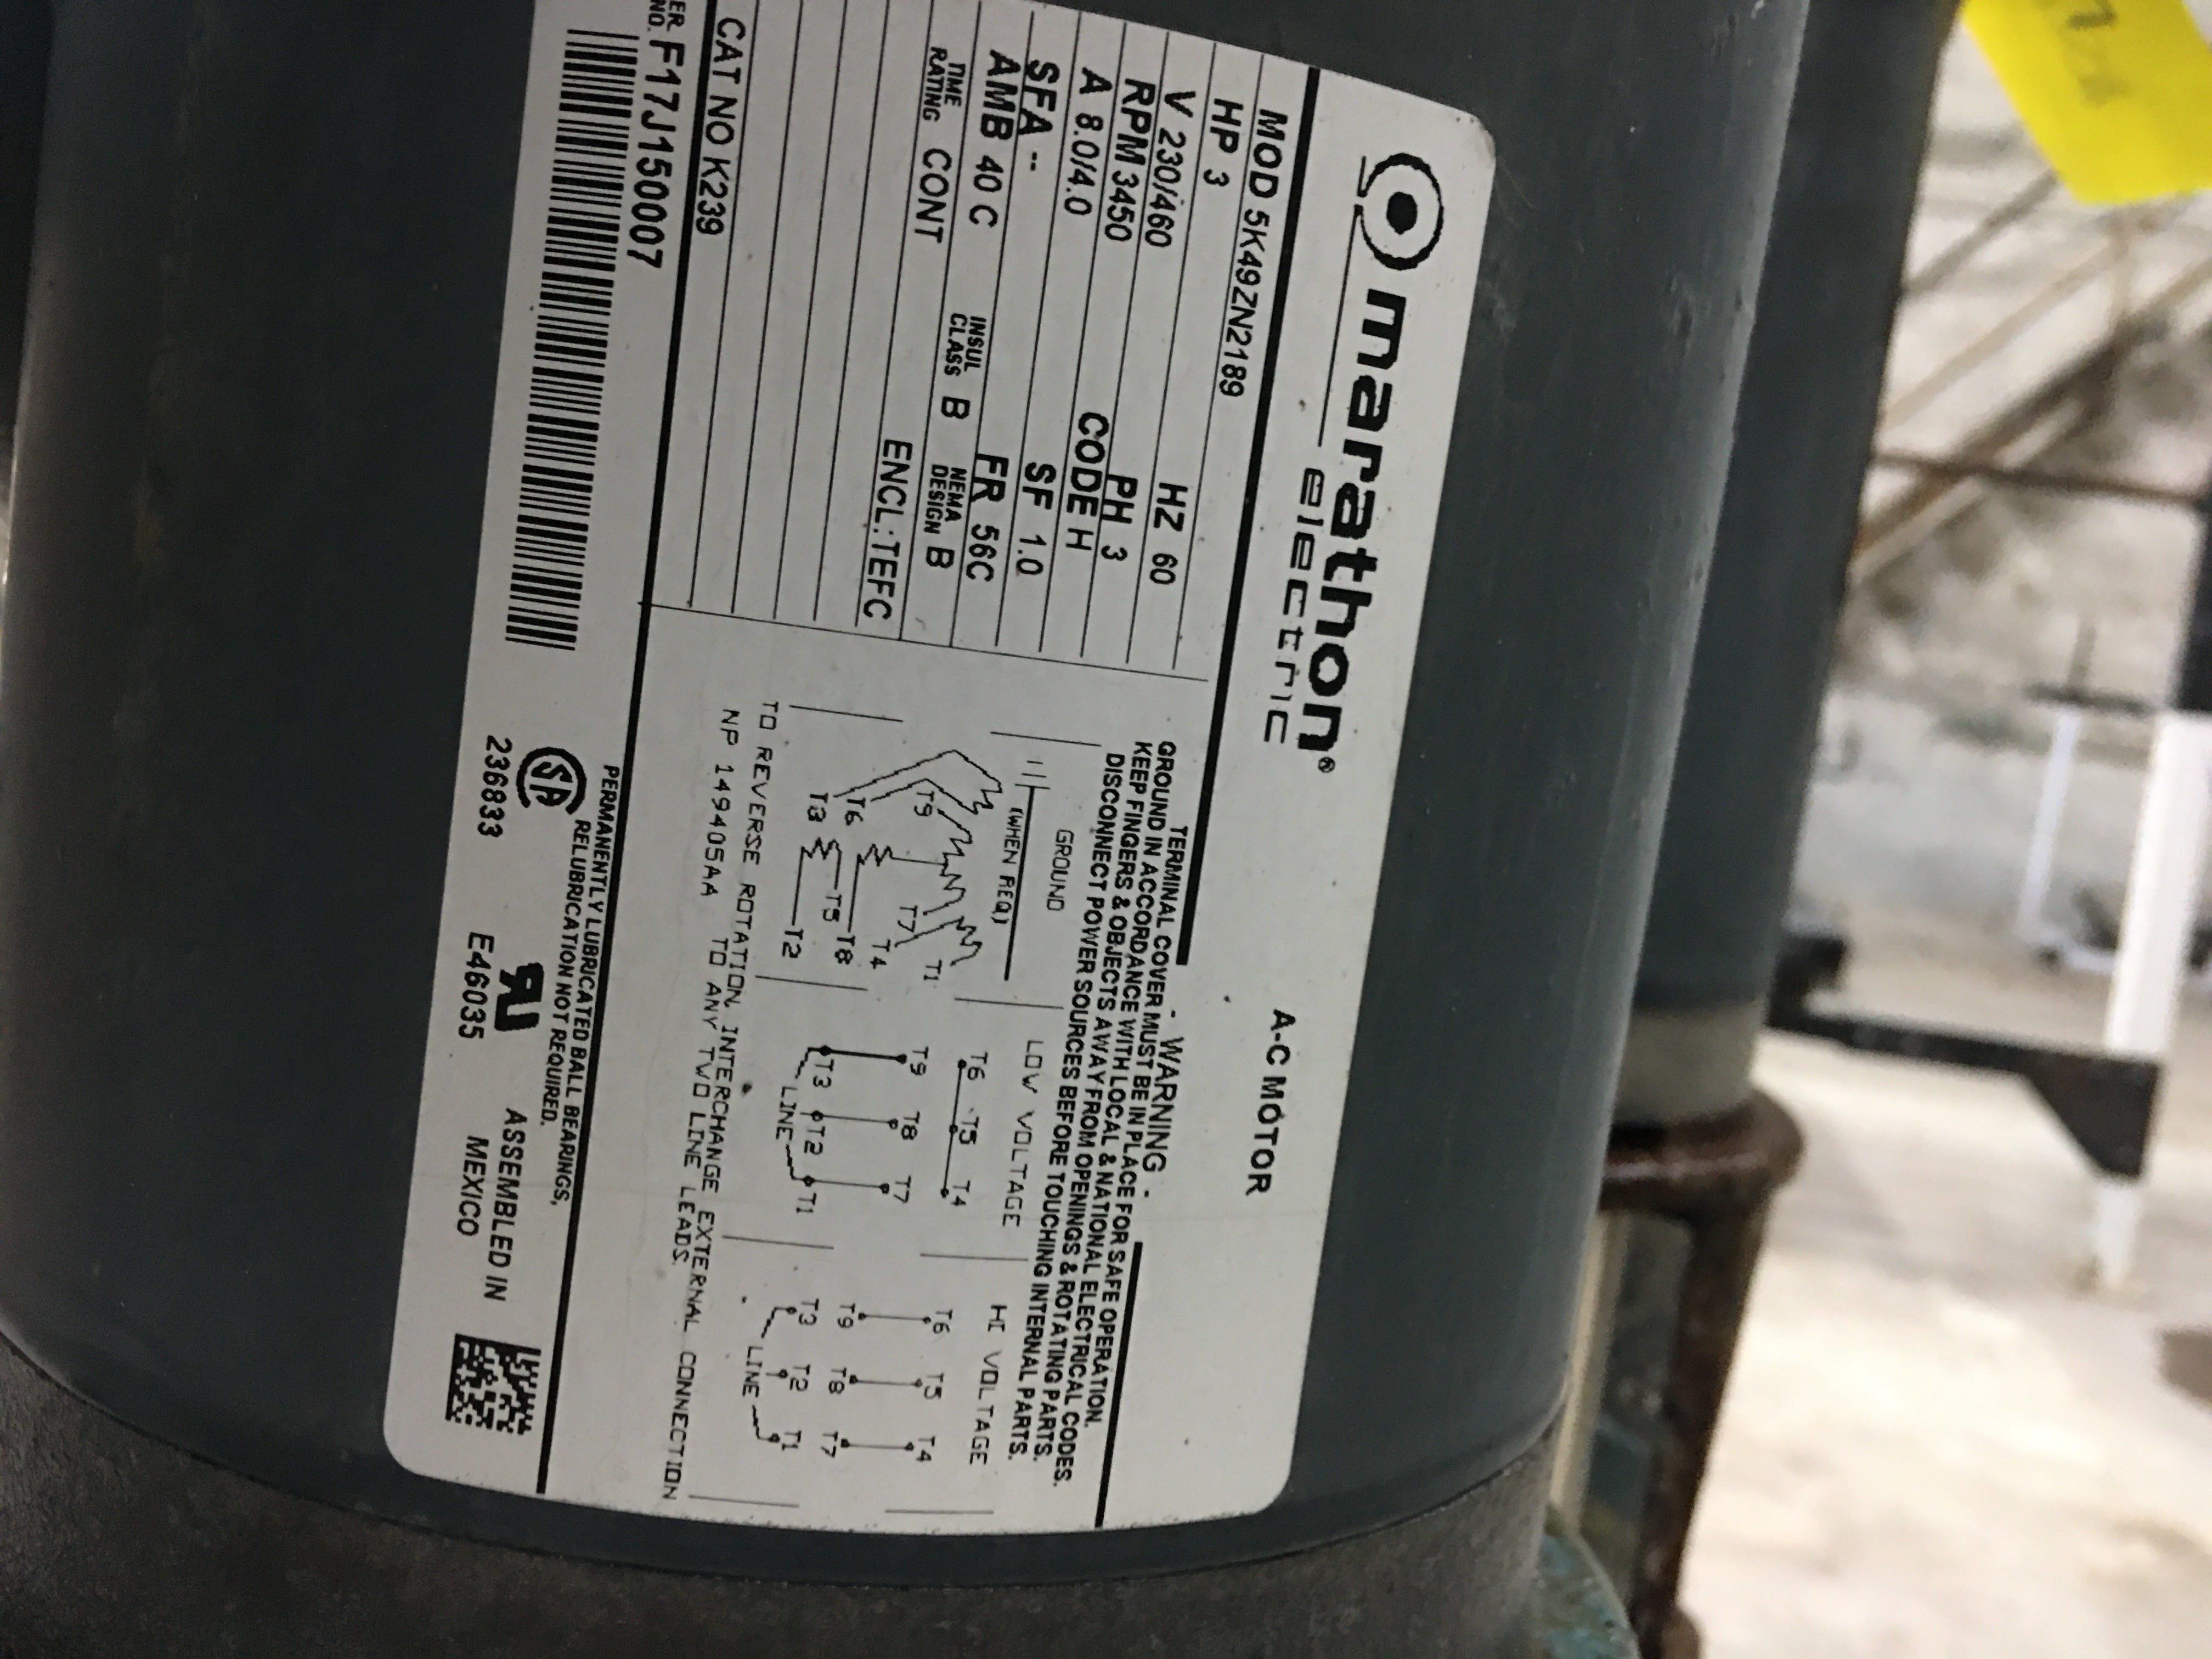 marathon®
electric
A-C MOTOR
MOD 5K49ZN2189
HP 3
V 230/460 HZ 60
RPM 3450 PH 3
A 8.0/4.0 CODE H
SFA -- SF 1.0
AMB 40 C FR 56C
TIME RATING CONT INSUL CLASS B NEMA DESIGN B
ENCL:TEFC
CAT NO K239
NO. F17J150007
- WARNING -
TERMINAL COVER MUST BE IN PLACE FOR SAFE OPERATION.
GROUND IN ACCORDANCE WITH LOCAL & NATIONAL ELECTRICAL CODES.
KEEP FINGERS & OBJECTS AWAY FROM OPENINGS & ROTATING PARTS.
DISCONNECT POWER SOURCES BEFORE TOUCHING INTERNAL PARTS.
GROUND
(WHEN REQ)
T1
T9 T7 T4
T6 T8
T3 T5 T2
LOW VOLTAGE
T6 T5 T4
T9 T8 T7
T3 T2 T1
LINE
HI VOLTAGE
T6 T5 T4
T9 T8 T7
T3 T2 T1
LINE
TO REVERSE ROTATION, INTERCHANGE EXTERNAL CONNECTION
NP 149405AA TO ANY TWO LINE LEADS.
PERMANENTLY LUBRICATED BALL BEARINGS,
RELUBRICATION NOT REQUIRED.
SA
236833
E46035
ASSEMBLED IN
MEXICO